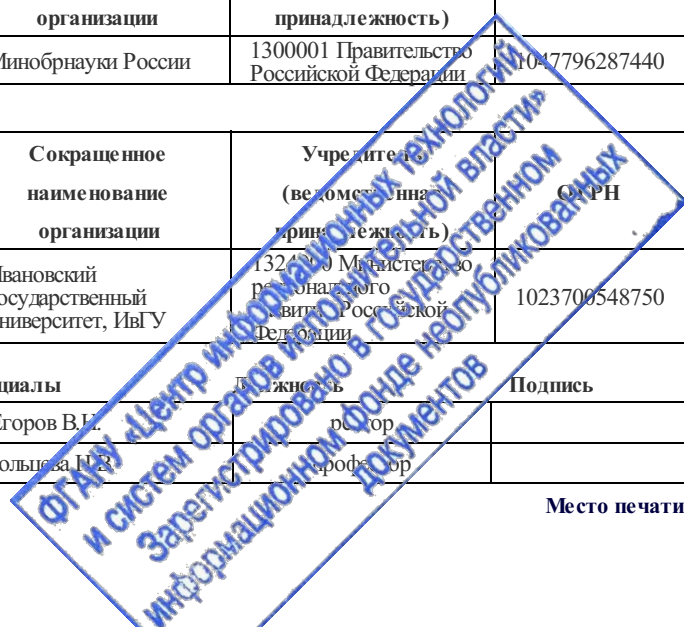 организации принадлежность)
Минобрнауки России 1300001 Правительство Российской Федерации 1047796287440
Сокращенное Учредитель
наименование (ведомственная ОГРН
организации принадлежность)
Ивановский 1324000 Министерство
государственный регионального
университет, ИвГУ развития Российской 1023700548750
Федерации
циалы Должность Подпись
Егоров В.Н. ректор
ольцева Н.В. профессор
Место печати
ФГАНУ «Центр информационных технологий
и систем органов исполнительной власти»
Зарегистрировано в государственном
информационном фонде неопубликованных
документов